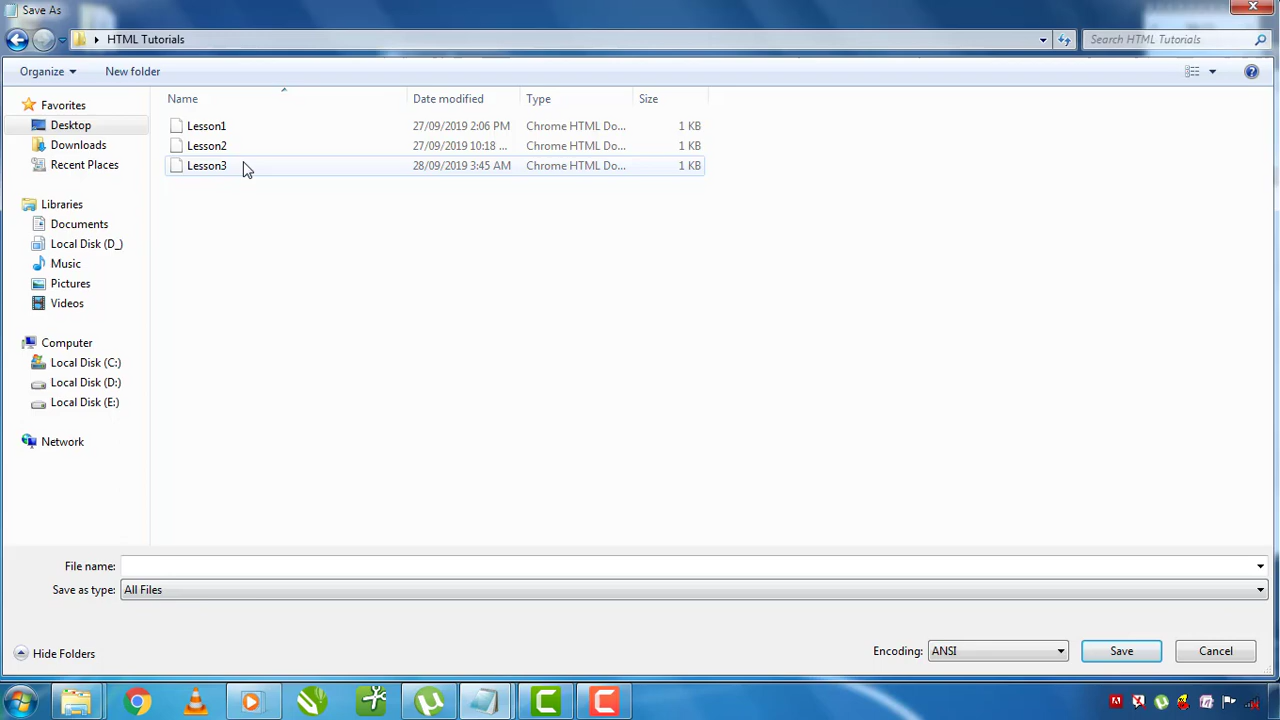 Save As
HTML Tutorials
Search HTML Tutorials
Organize
New folder
Name
Date modified
Type
Size
Favorites
Desktop
Downloads
Recent Places
Libraries
Documents
Local Disk (D_)
Music
Pictures
Videos
Computer
Local Disk (C:)
Local Disk (D:)
Local Disk (E:)
Network
Lesson1 27/09/2019 2:06 PM Chrome HTML Do... 1 KB
Lesson2 27/09/2019 10:18 ... Chrome HTML Do... 1 KB
Lesson3 28/09/2019 3:45 AM Chrome HTML Do... 1 KB
File name:
Save as type: All Files
Hide Folders
Encoding: ANSI
Save
Cancel